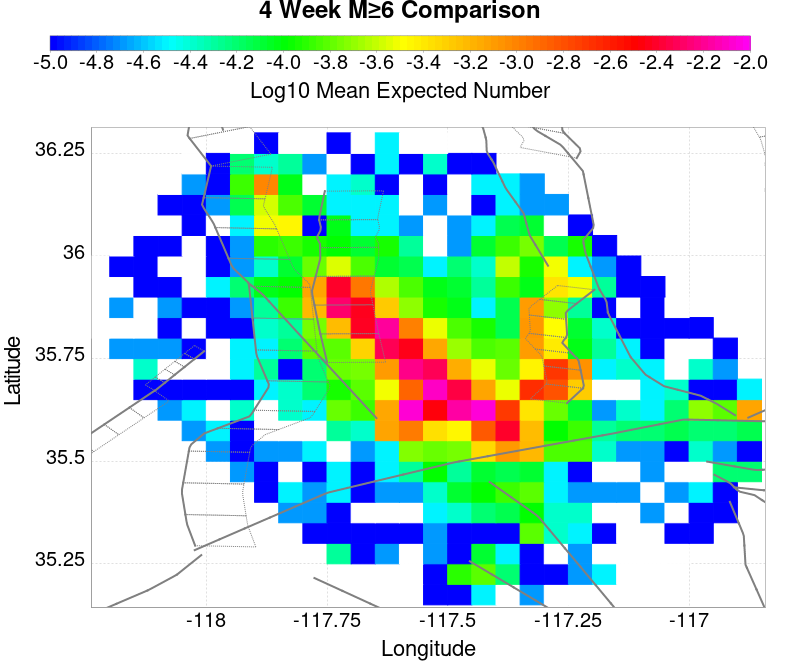 4 Week M≥6 Comparison
-5.0 -4.8 -4.6 -4.4 -4.2 -4.0 -3.8 -3.6 -3.4 -3.2 -3.0 -2.8 -2.6 -2.4 -2.2 -2.0
Log10 Mean Expected Number
36.25
36
35.75
35.5
35.25
Latitude
-118 -117.75 -117.5 -117.25 -117
Longitude